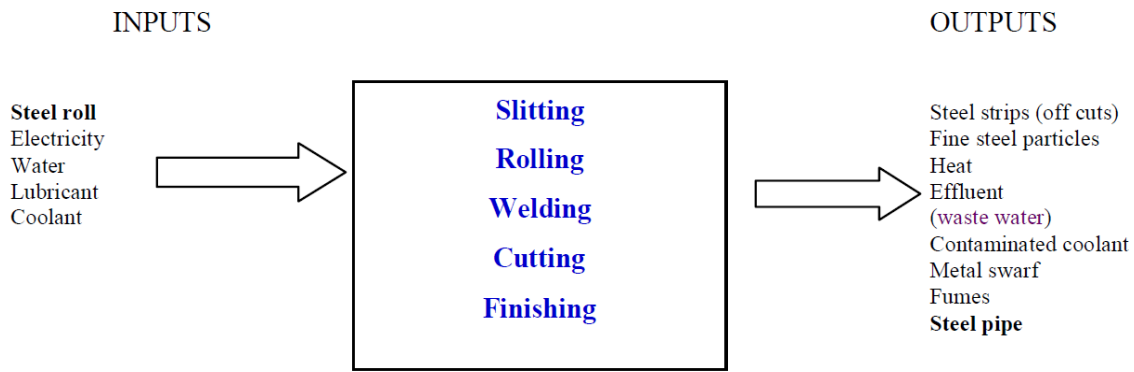 INPUTS
OUTPUTS
Steel roll
Electricity
Water
Lubricant
Coolant
Slitting
Rolling
Welding
Cutting
Finishing
Steel strips (off cuts)
Fine steel particles
Heat
Effluent
(waste water)
Contaminated coolant
Metal swarf
Fumes
Steel pipe